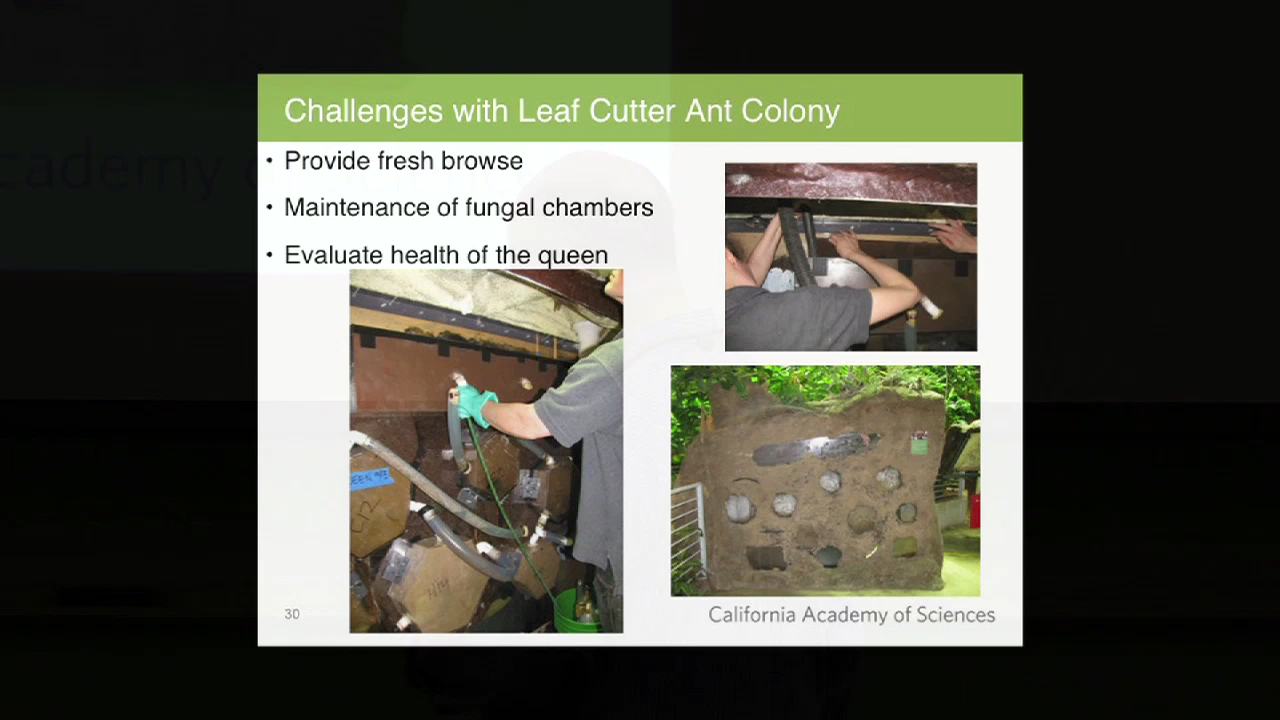 Challenges with Leaf Cutter Ant Colony
• Provide fresh browse
• Maintenance of fungal chambers
• Evaluate health of the queen
30
California Academy of Sciences